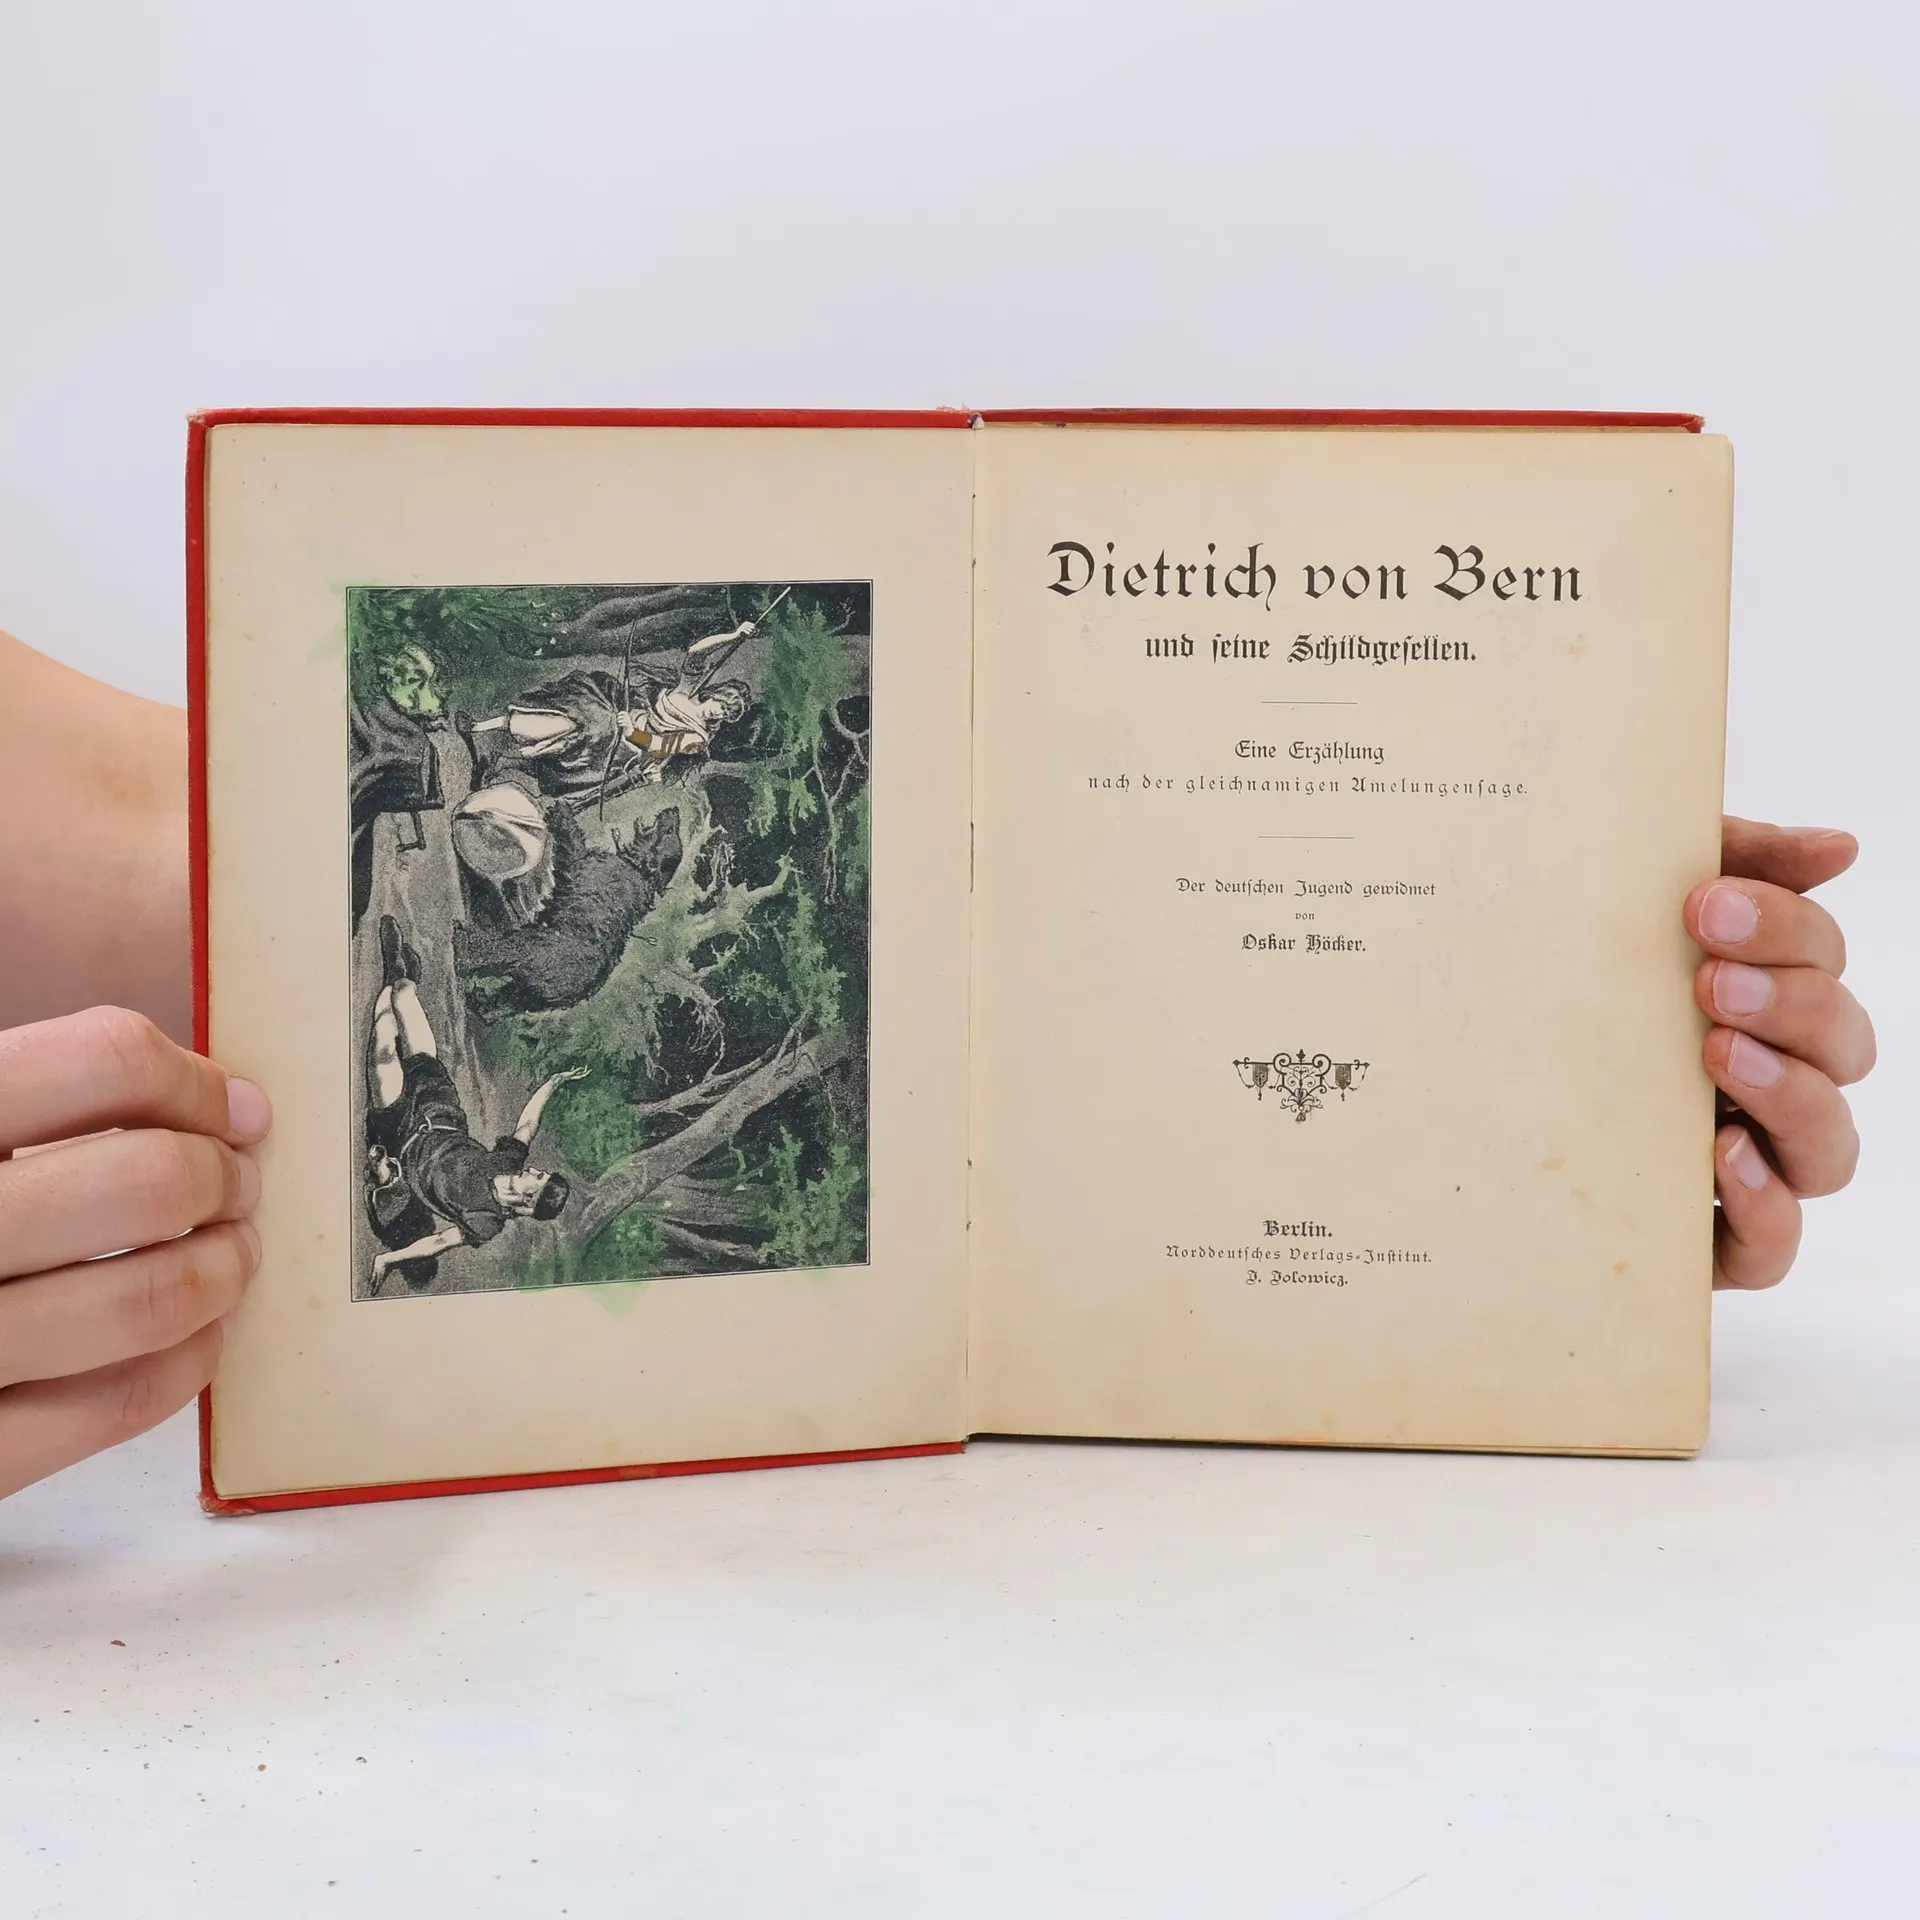 Dietrich von Bern
und ſeine Schildgeſellen.
Eine Erzählung
nach der gleichnamigen Amelungenſage.
Der deutſchen Jugend gewidmet
von
Oskar Höcker.
Berlin.
Norddeutſches Verlags-Inſtitut.
J. Jolowicz.